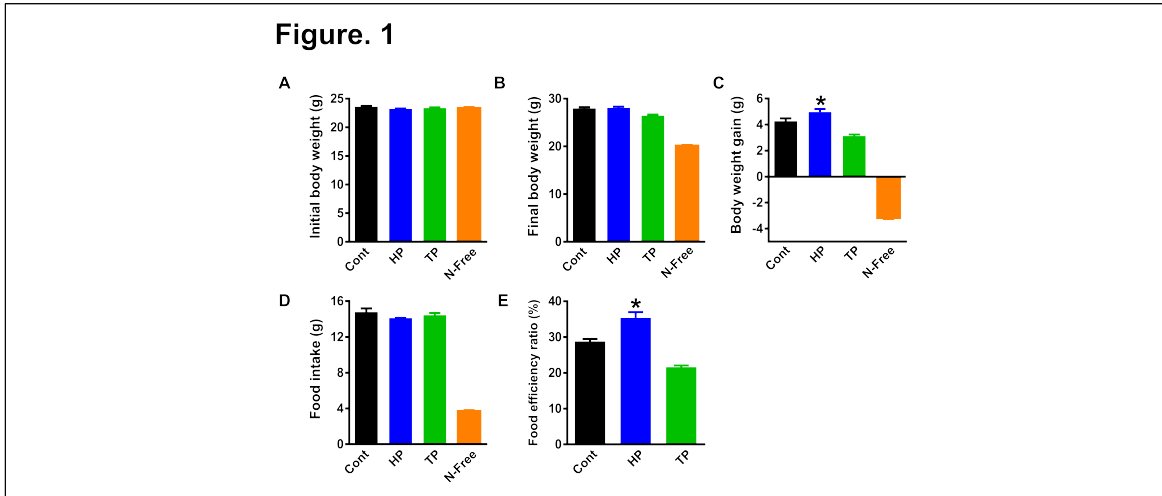 Figure. 1
A
Initial body weight (g)
25
20
15
10
5
0
Cont
HP
TP
N-Free
B
Final body weight (g)
30
20
10
0
Cont
HP
TP
N-Free
C
Body weight gain (g)
6
4
2
0
-2
-4
*
Cont
HP
TP
N-Free
D
Food intake (g)
16
12
8
4
0
Cont
HP
TP
N-Free
E
Food efficiency ratio (%)
40
30
20
10
0
*
Cont
HP
TP